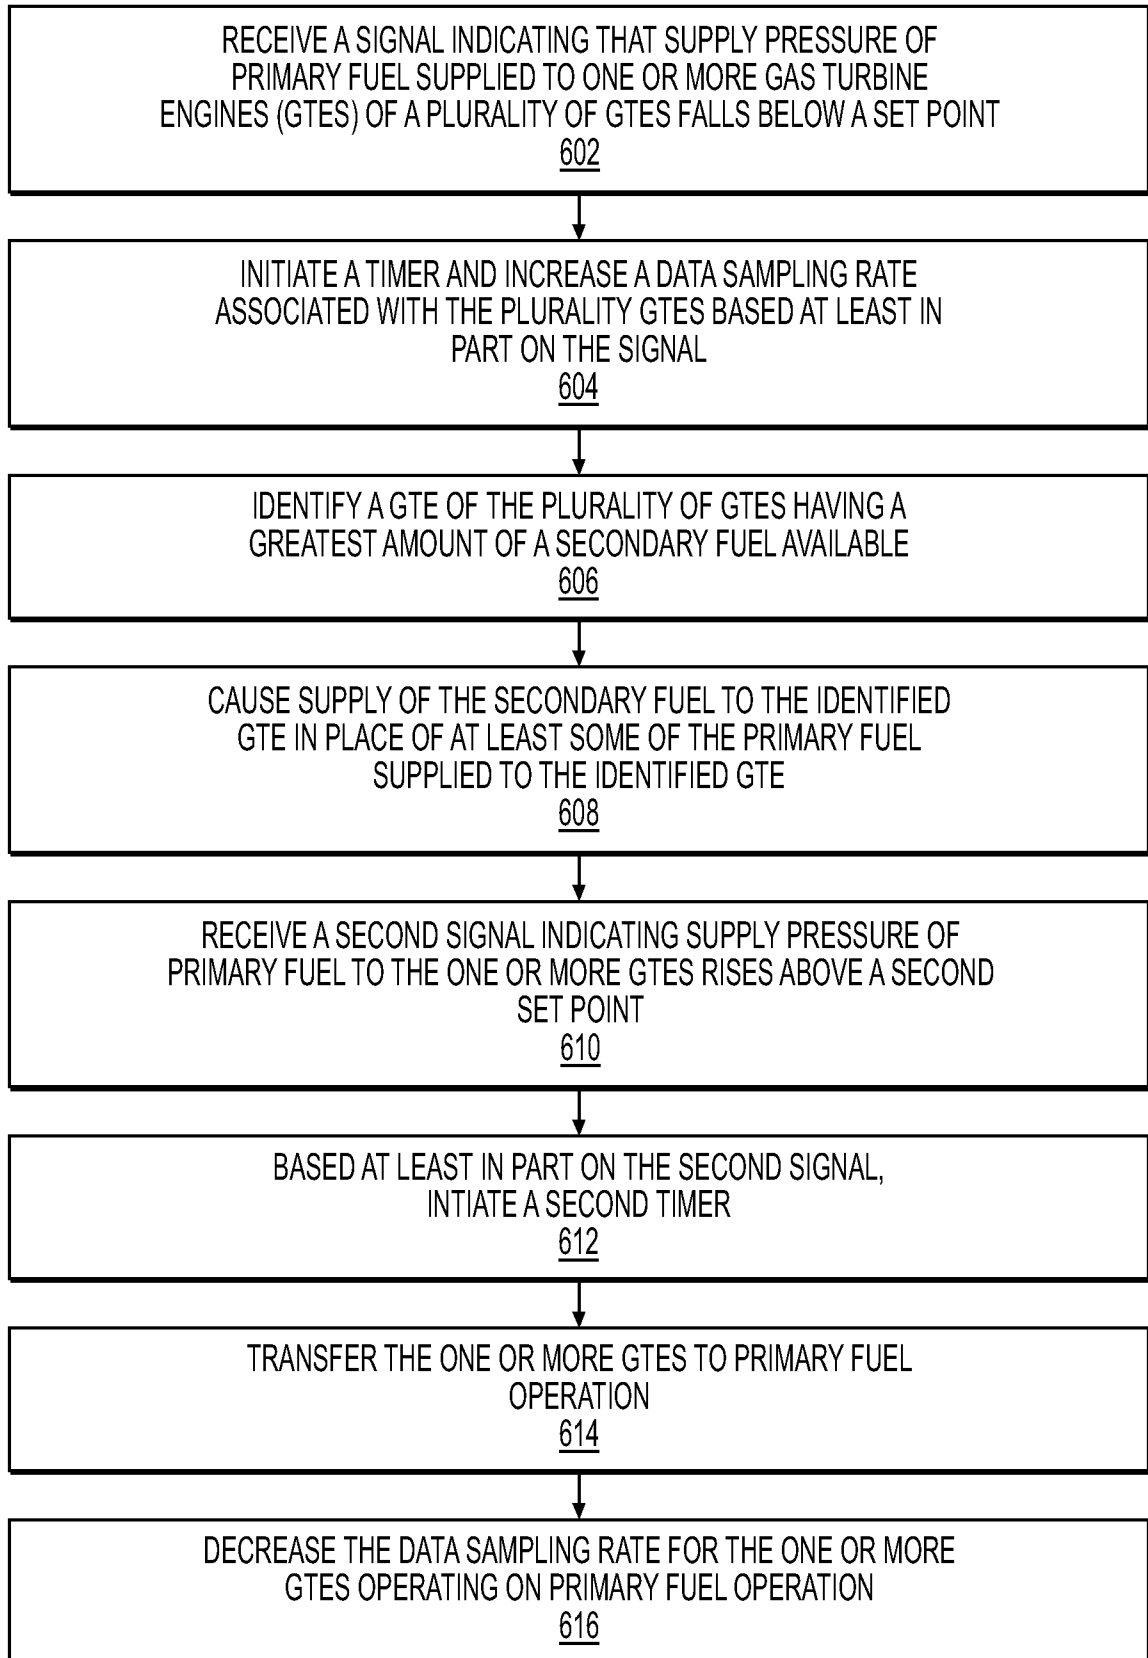 RECEIVE A SIGNAL INDICATING THAT SUPPLY PRESSURE OF
PRIMARY FUEL SUPPLIED TO ONE OR MORE GAS TURBINE
ENGINES (GTES) OF A PLURALITY OF GTES FALLS BELOW A SET POINT
602
INITIATE A TIMER AND INCREASE A DATA SAMPLING RATE
ASSOCIATED WITH THE PLURALITY GTES BASED AT LEAST IN
PART ON THE SIGNAL
604
IDENTIFY A GTE OF THE PLURALITY OF GTES HAVING A
GREATEST AMOUNT OF A SECONDARY FUEL AVAILABLE
606
CAUSE SUPPLY OF THE SECONDARY FUEL TO THE IDENTIFIED
GTE IN PLACE OF AT LEAST SOME OF THE PRIMARY FUEL
SUPPLIED TO THE IDENTIFIED GTE
608
RECEIVE A SECOND SIGNAL INDICATING SUPPLY PRESSURE OF
PRIMARY FUEL TO THE ONE OR MORE GTES RISES ABOVE A SECOND
SET POINT
610
BASED AT LEAST IN PART ON THE SECOND SIGNAL,
INTIATE A SECOND TIMER
612
TRANSFER THE ONE OR MORE GTES TO PRIMARY FUEL
OPERATION
614
DECREASE THE DATA SAMPLING RATE FOR THE ONE OR MORE
GTES OPERATING ON PRIMARY FUEL OPERATION
616